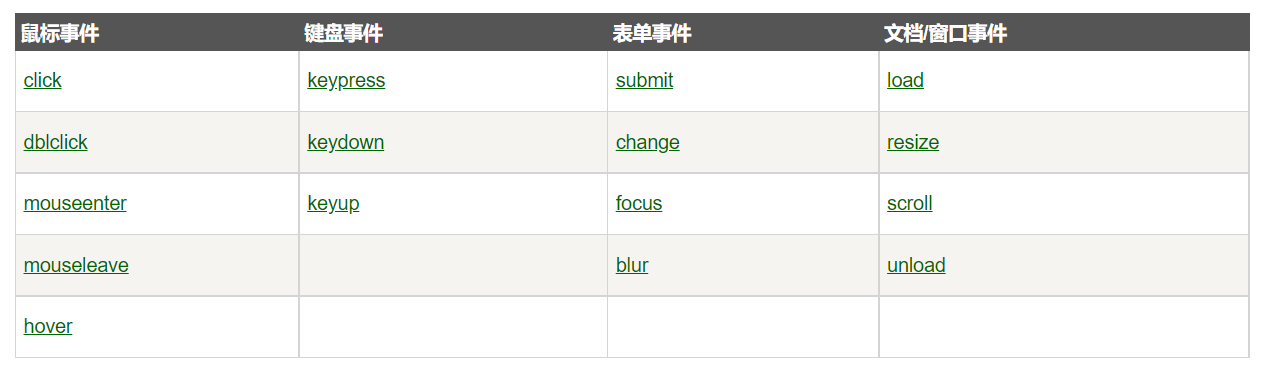 鼠标事件 键盘事件 表单事件 文档/窗口事件
click keypress submit load
dblclick keydown change resize
mouseenter keyup focus scroll
mouseleave blur unload
hover